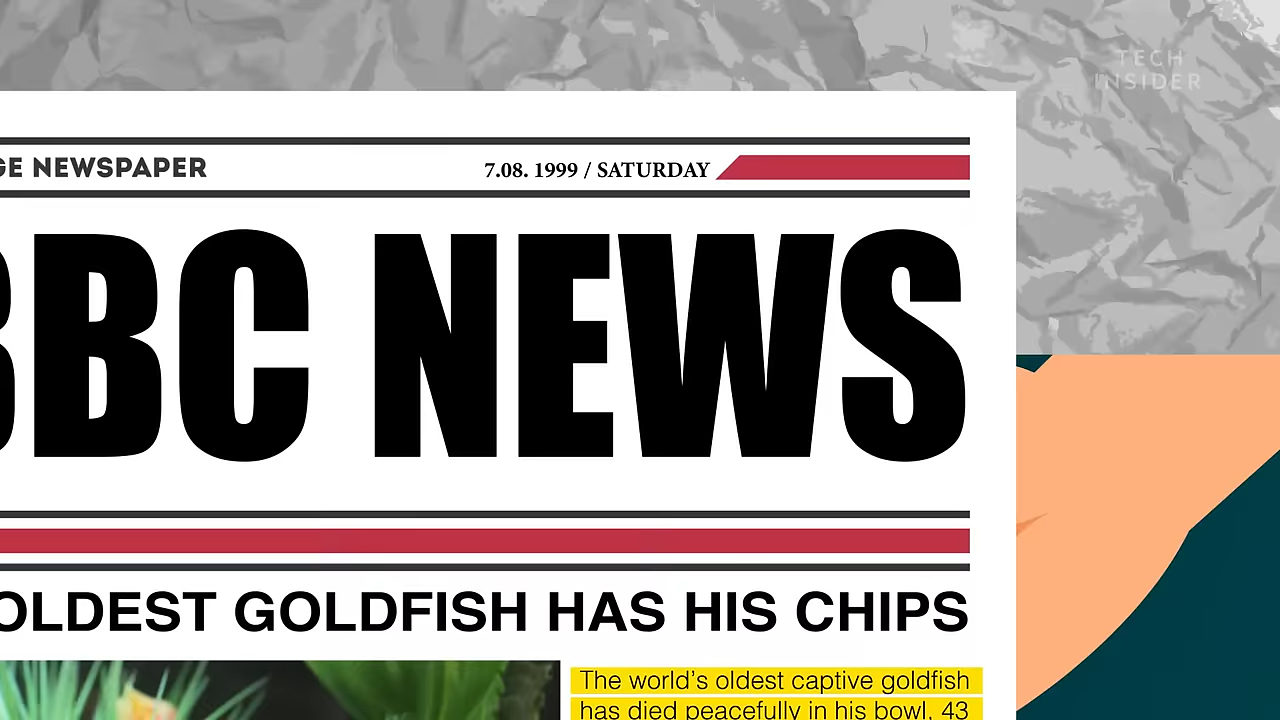 TECH
INSIDER
GE NEWSPAPER
7.08. 1999 / SATURDAY
BBC NEWS
OLDEST GOLDFISH HAS HIS CHIPS
The world's oldest captive goldfish
has died peacefully in his bowl, 43